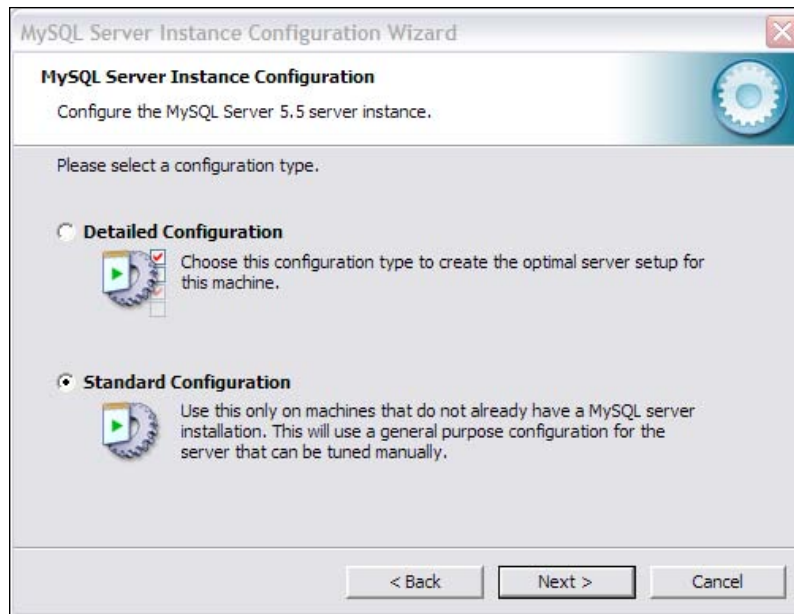 MySQL Server Instance Configuration Wizard
MySQL Server Instance Configuration
Configure the MySQL Server 5.5 server instance.
Please select a configuration type.
Detailed Configuration
Choose this configuration type to create the optimal server setup for
this machine.
Standard Configuration
Use this only on machines that do not already have a MySQL server
installation. This will use a general purpose configuration for the
server that can be tuned manually.
< Back
Next >
Cancel